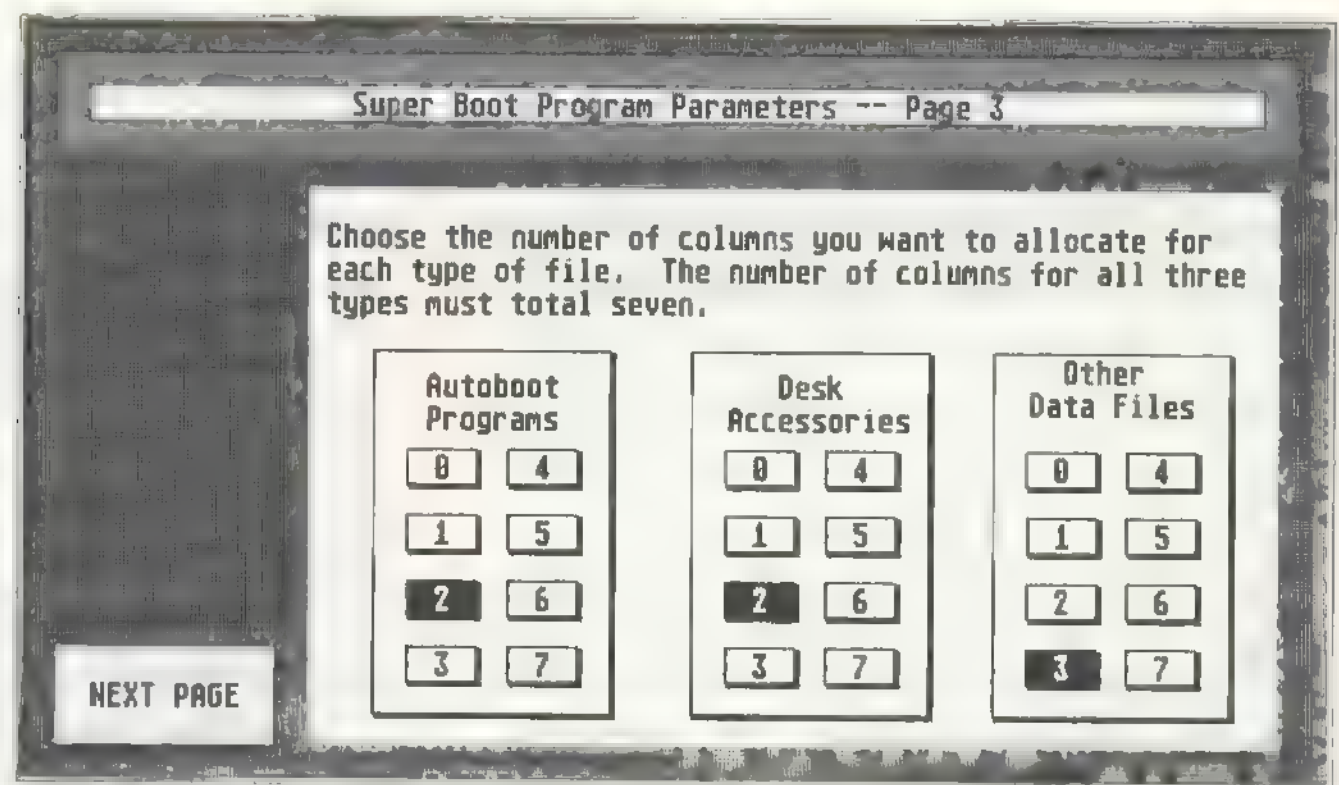 Super Boot Program Parameters -- Page 3
Choose the number of columns you want to allocate for
each type of file. The number of columns for all three
types must total seven.
Autoboot
Programs
0 4
1 5
2 6
3 7
Desk
Accessories
0 4
1 5
2 6
3 7
Other
Data Files
0 4
1 5
2 6
3 7
NEXT PAGE